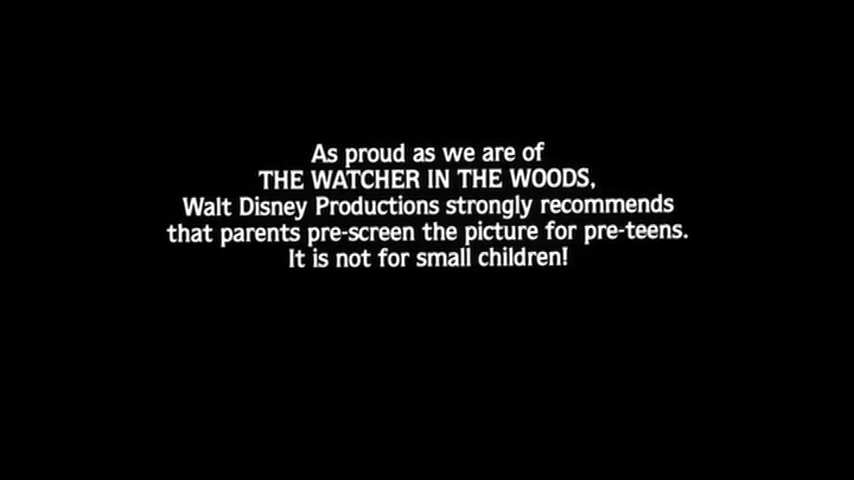 As proud as we are of
THE WATCHER IN THE WOODS,
Walt Disney Productions strongly recommends
that parents pre-screen the picture for pre-teens.
It is not for small children!